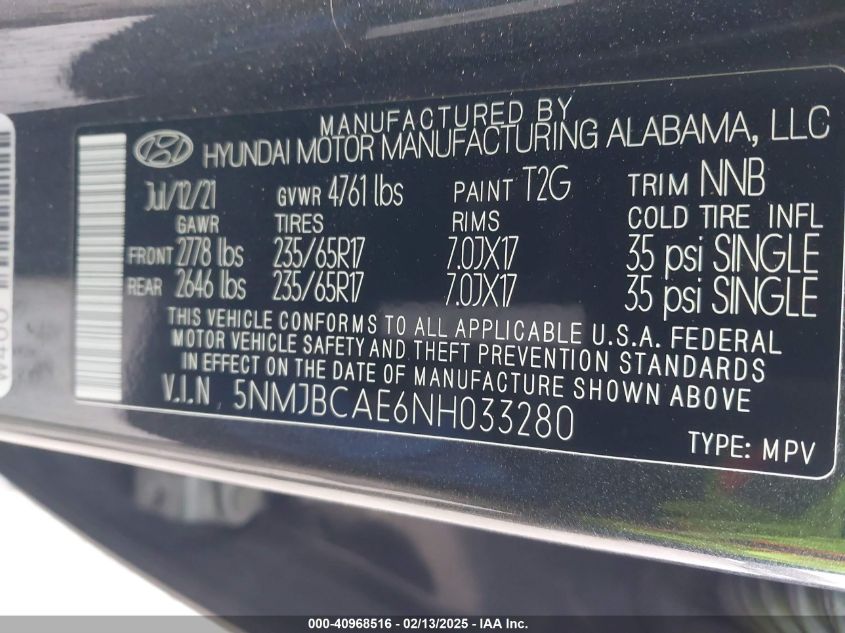 MANUFACTURED BY
HYUNDAI MOTOR MANUFACTURING ALABAMA, LLC
Jul/12/21 GVWR 4761 lbs PAINT T2G TRIM NNB
GAWR TIRES RIMS COLD TIRE INFL
FRONT 2778 lbs 235/65R17 7.0JX17 35 psi SINGLE
REAR 2646 lbs 235/65R17 7.0JX17 35 psi SINGLE
THIS VEHICLE CONFORMS TO ALL APPLICABLE U.S.A. FEDERAL
MOTOR VEHICLE SAFETY AND THEFT PREVENTION STANDARDS
IN EFFECT ON THE DATE OF MANUFACTURE SHOWN ABOVE
V.I.N. 5NMJBCAE6NH033280
TYPE: MPV
000-40968516 - 02/13/2025 - IAA Inc.